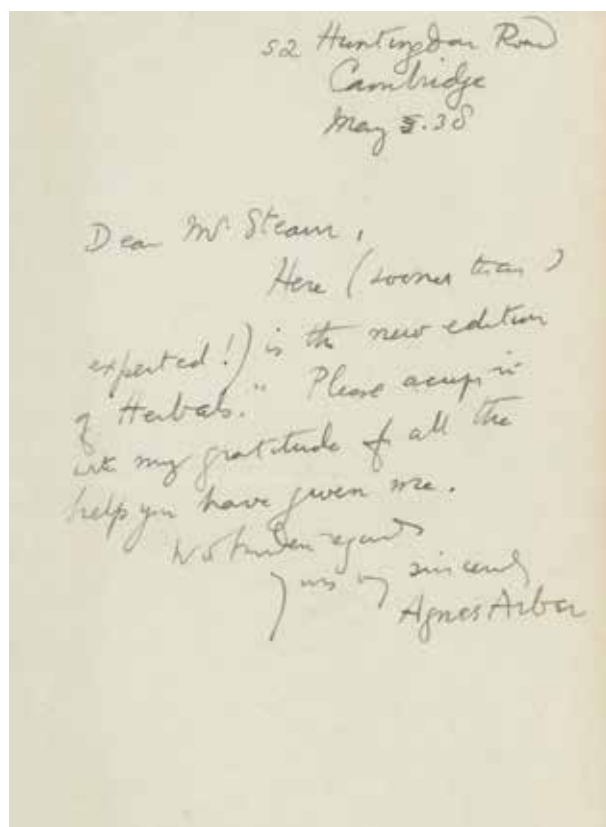 52 Huntingdon Road
Cambridge
May 5.38
Dear Mr Stearn,
Here (sooner than
expected!) is the new edition
of "Herbals." Please accept it
with my gratitude for all the
help you have given me.
With kindest regards
Yours very sincerely
Agnes Arber